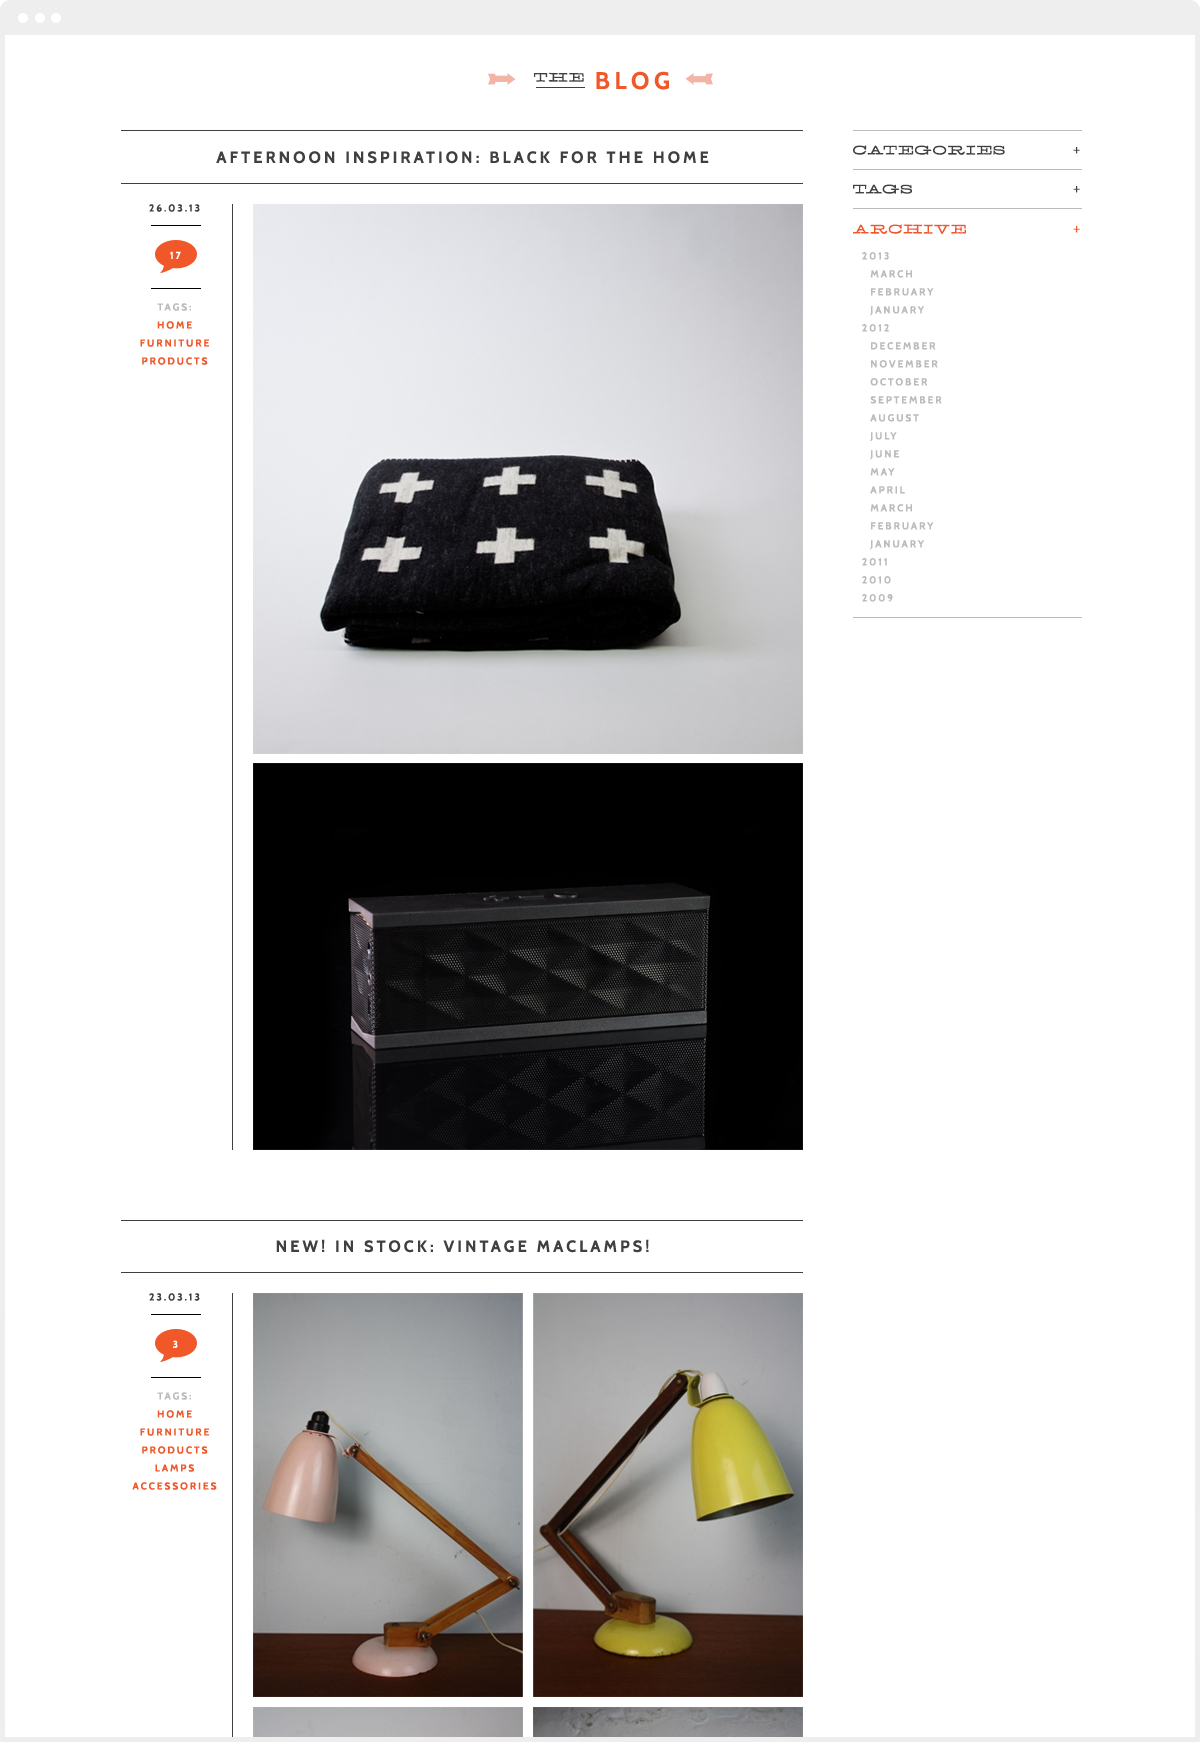 THE BLOG
AFTERNOON INSPIRATION: BLACK FOR THE HOME
26.03.13
17
TAGS:
HOME
FURNITURE
PRODUCTS
CATEGORIES +
TAGS +
ARCHIVE +
2013
MARCH
FEBRUARY
JANUARY
2012
DECEMBER
NOVEMBER
OCTOBER
SEPTEMBER
AUGUST
JULY
JUNE
MAY
APRIL
MARCH
FEBRUARY
JANUARY
2011
2010
2009
NEW! IN STOCK: VINTAGE MACLAMPS!
23.03.13
3
TAGS:
HOME
FURNITURE
PRODUCTS
LAMPS
ACCESSORIES